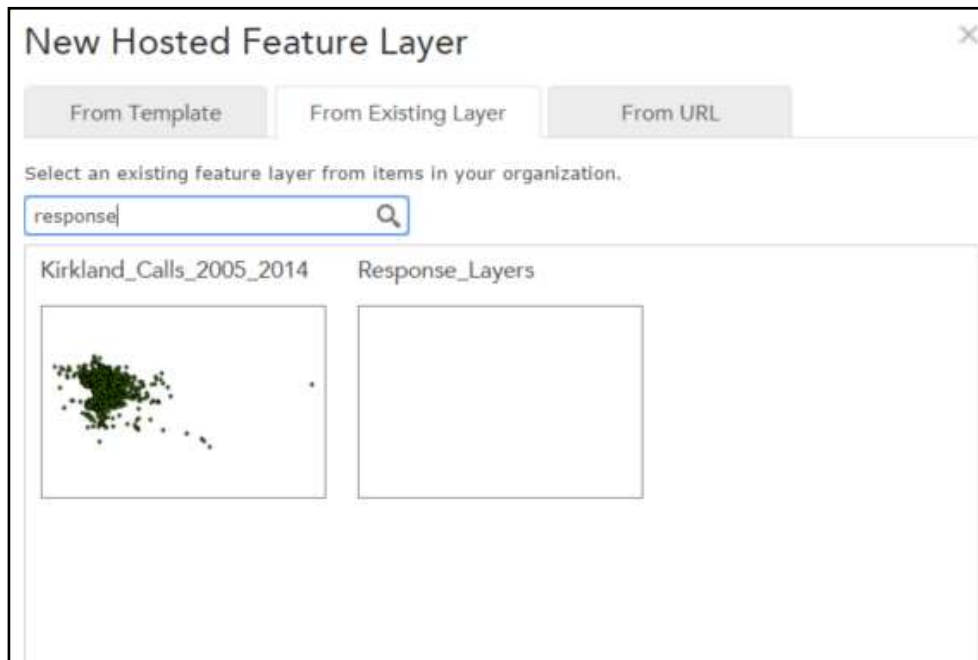 New Hosted Feature Layer
From Template From Existing Layer From URL
Select an existing feature layer from items in your organization.
response
Kirkland_Calls_2005_2014 Response_Layers